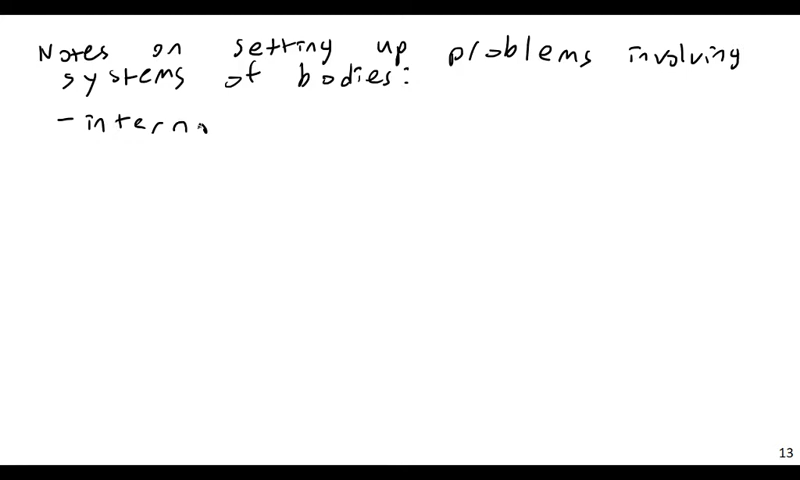 Notes on setting up problems involving
systems of bodies:
- intern
13